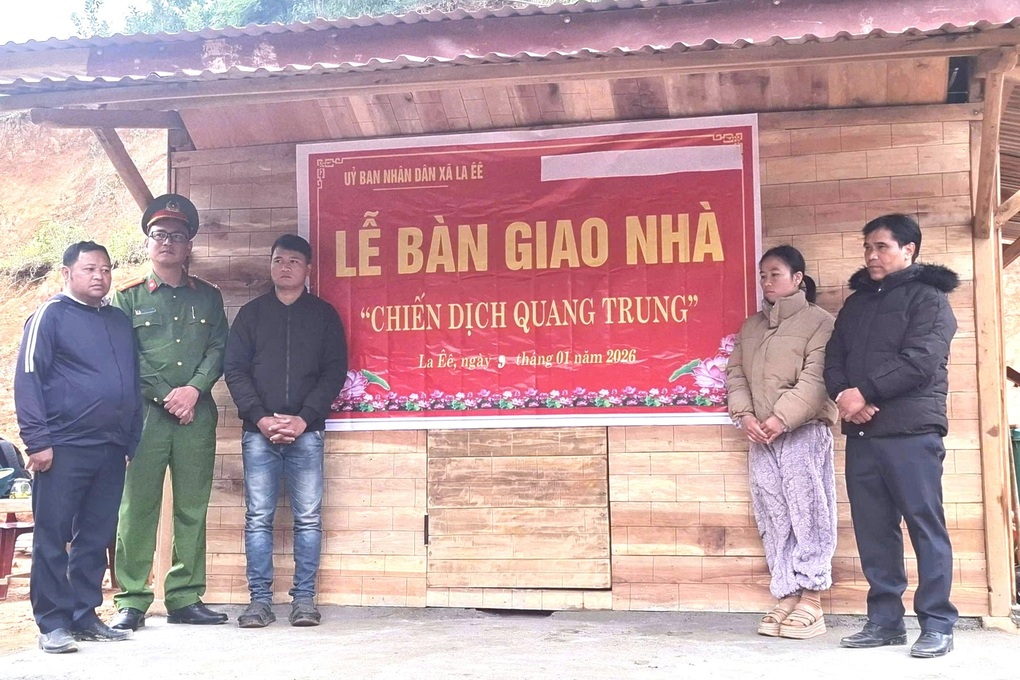 UỶ BAN NHÂN DÂN XÃ LA ÊÊ
LỄ BÀN GIAO NHÀ
“CHIẾN DỊCH QUANG TRUNG”
La Êê, ngày 9 tháng 01 năm 2026